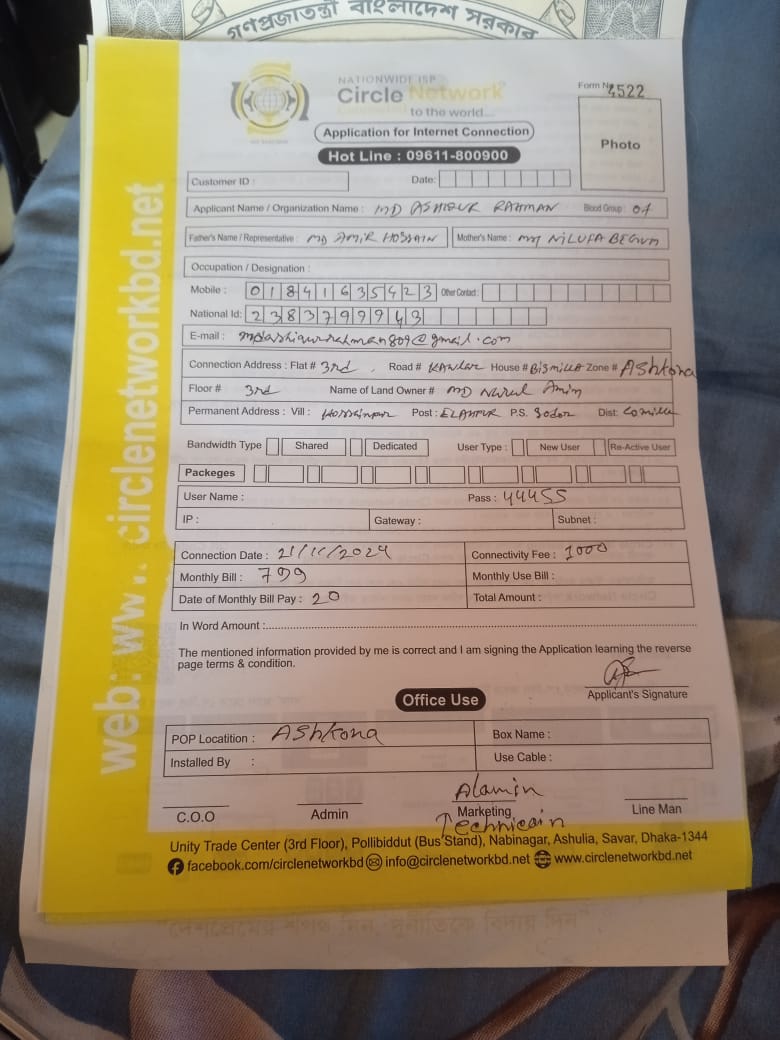 গণপ্রজাতন্ত্রী বাংলাদেশ সরকার
NATIONWIDE ISP
Circle Network
to the world...
Form No 4522
Application for Internet Connection
Photo
Hot Line : 09611-800900
Customer ID :
Date:
Applicant Name / Organization Name : MD ASHIQUR RAHMAN Blood Group : O+
Father's Name / Representative : MD AMIR HOSSAIN Mother's Name : MST NILUFA BEGUM
Occupation / Designation :
Mobile : 01841635423 Other Contact :
National Id: 2383799943
E-mail : mdashiqurrahman809@gmail.com
Connection Address : Flat # 3rd , Road # Kawlar House # Bismilla Zone # Ashkona
Floor # 3rd Name of Land Owner # MD Nurul Amin
Permanent Address : Vill : Hossainpur Post : P.S. Sodor Dist: Comilla
Bandwidth Type Shared Dedicated User Type : New User Re-Active User
Packeges
User Name : Pass : 44455
IP : Gateway : Subnet :
Connection Date : 21/11/2024 Connectivity Fee : 1000
Monthly Bill : 799 Monthly Use Bill :
Date of Monthly Bill Pay : 20 Total Amount :
In Word Amount :
The mentioned information provided by me is correct and I am signing the Application learning the reverse
page terms & condition.
Applicant's Signature
Office Use
POP Locatition : Ashkona Box Name :
Installed By : Use Cable :
Alamin
C.O.O Admin Marketing Line Man
Technicain
Unity Trade Center (3rd Floor), Pollibiddut (Bus Stand), Nabinagar, Ashulia, Savar, Dhaka-1344
facebook.com/circlenetworkbd info@circlenetworkbd.net www.circlenetworkbd.net
web: www.circlenetworkbd.net
"দেশপ্রেমের শপথ নিন, দুর্নীতিকে বিদায় দিন"